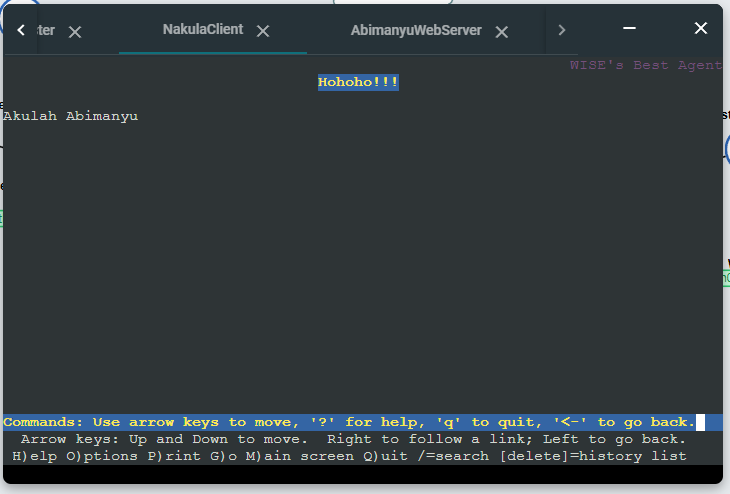 ter NakulaClient AbimanyuWebServer
WISE's Best Agent
Hohoho!!!
Akulah Abimanyu
Commands: Use arrow keys to move, '?' for help, 'q' to quit, '<-' to go back.
Arrow keys: Up and Down to move. Right to follow a link; Left to go back.
H)elp O)ptions P)rint G)o M)ain screen Q)uit /=search [delete]=history list